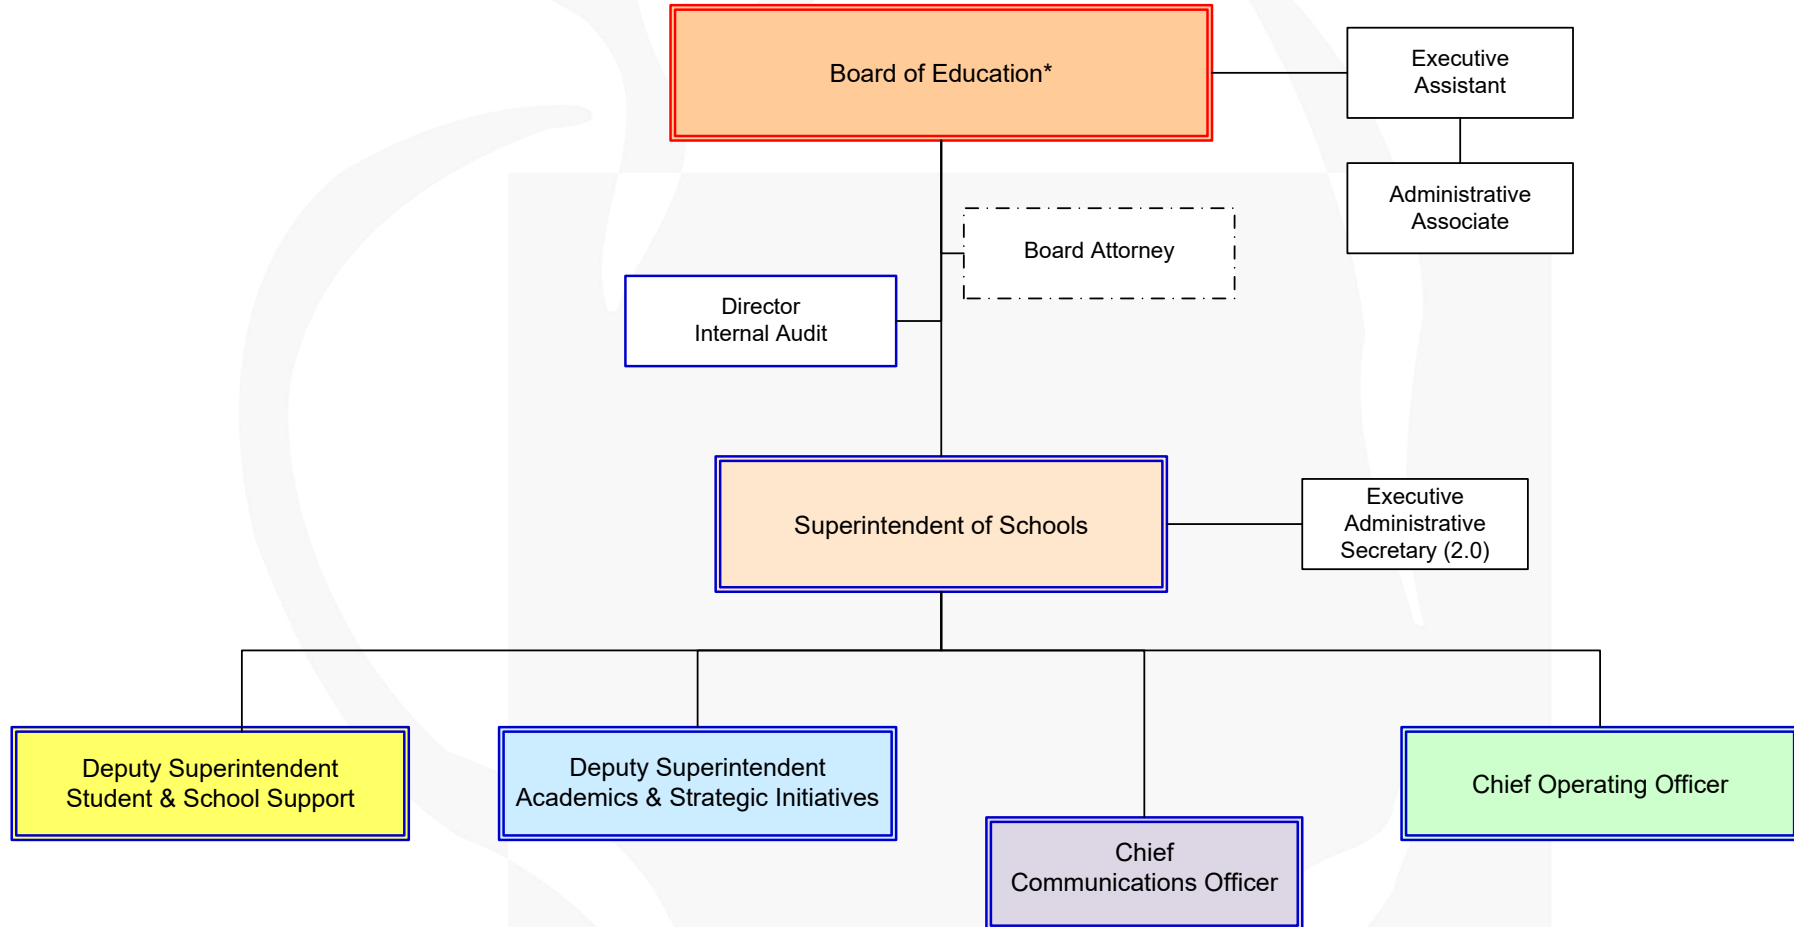 Board of Education*
Executive
Assistant
Administrative
Associate
Board Attorney
Director
Internal Audit
Superintendent of Schools
Executive
Administrative
Secretary (2.0)
Deputy Superintendent
Student & School Support
Deputy Superintendent
Academics & Strategic Initiatives
Chief
Communications Officer
Chief Operating Officer